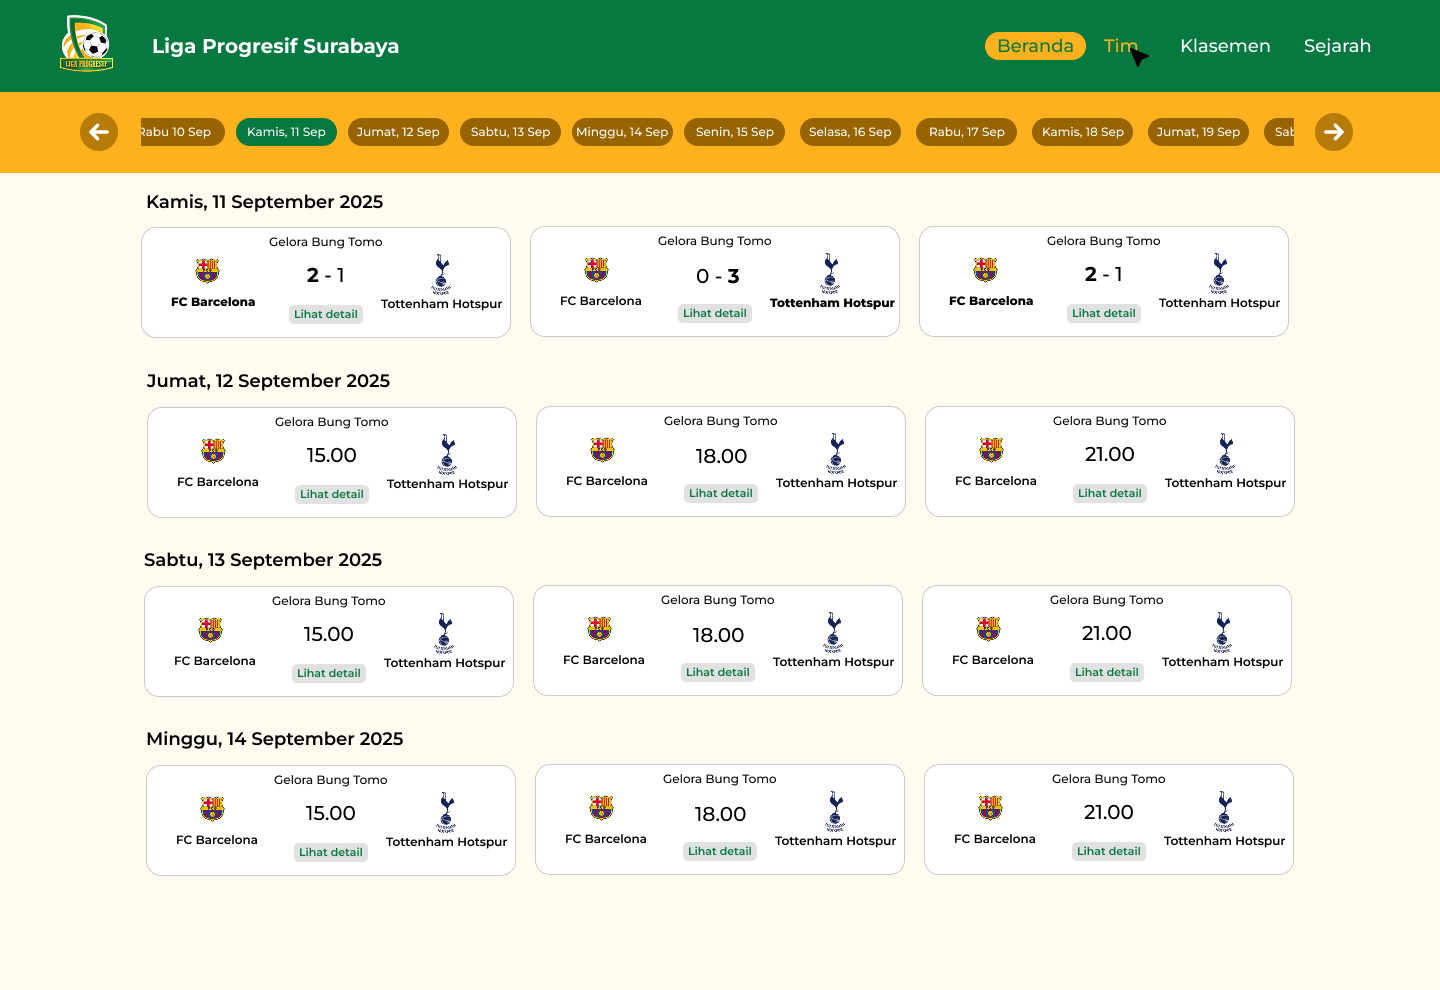 LIGA PROGRESIF
Liga Progresif Surabaya
Beranda Tim Klasemen Sejarah
Rabu 10 Sep Kamis, 11 Sep Jumat, 12 Sep Sabtu, 13 Sep Minggu, 14 Sep Senin, 15 Sep Selasa, 16 Sep Rabu, 17 Sep Kamis, 18 Sep Jumat, 19 Sep Sab
Kamis, 11 September 2025
Gelora Bung Tomo Gelora Bung Tomo Gelora Bung Tomo
2 - 1 0 - 3 2 - 1
FC Barcelona Tottenham Hotspur FC Barcelona Tottenham Hotspur FC Barcelona Tottenham Hotspur
Lihat detail Lihat detail Lihat detail
Jumat, 12 September 2025
Gelora Bung Tomo Gelora Bung Tomo Gelora Bung Tomo
15.00 18.00 21.00
FC Barcelona Tottenham Hotspur FC Barcelona Tottenham Hotspur FC Barcelona Tottenham Hotspur
Lihat detail Lihat detail Lihat detail
Sabtu, 13 September 2025
Gelora Bung Tomo Gelora Bung Tomo Gelora Bung Tomo
15.00 18.00 21.00
FC Barcelona Tottenham Hotspur FC Barcelona Tottenham Hotspur FC Barcelona Tottenham Hotspur
Lihat detail Lihat detail Lihat detail
Minggu, 14 September 2025
Gelora Bung Tomo Gelora Bung Tomo Gelora Bung Tomo
15.00 18.00 21.00
FC Barcelona Tottenham Hotspur FC Barcelona Tottenham Hotspur FC Barcelona Tottenham Hotspur
Lihat detail Lihat detail Lihat detail